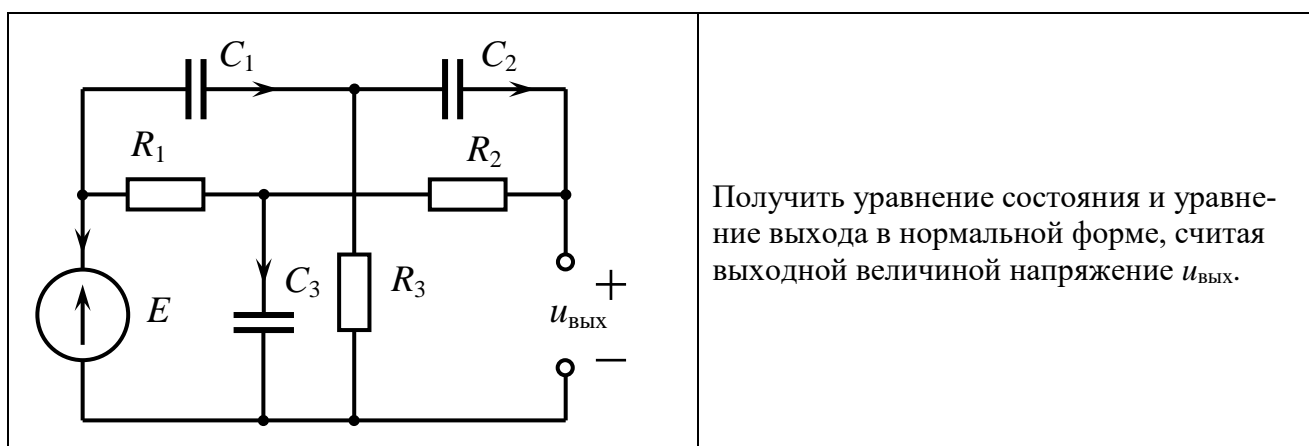 C₁
C₂
R₁
R₂
E
C₃
R₃
+
uвых
−
Получить уравнение состояния и уравне-
ние выхода в нормальной форме, считая
выходной величиной напряжение uвых.